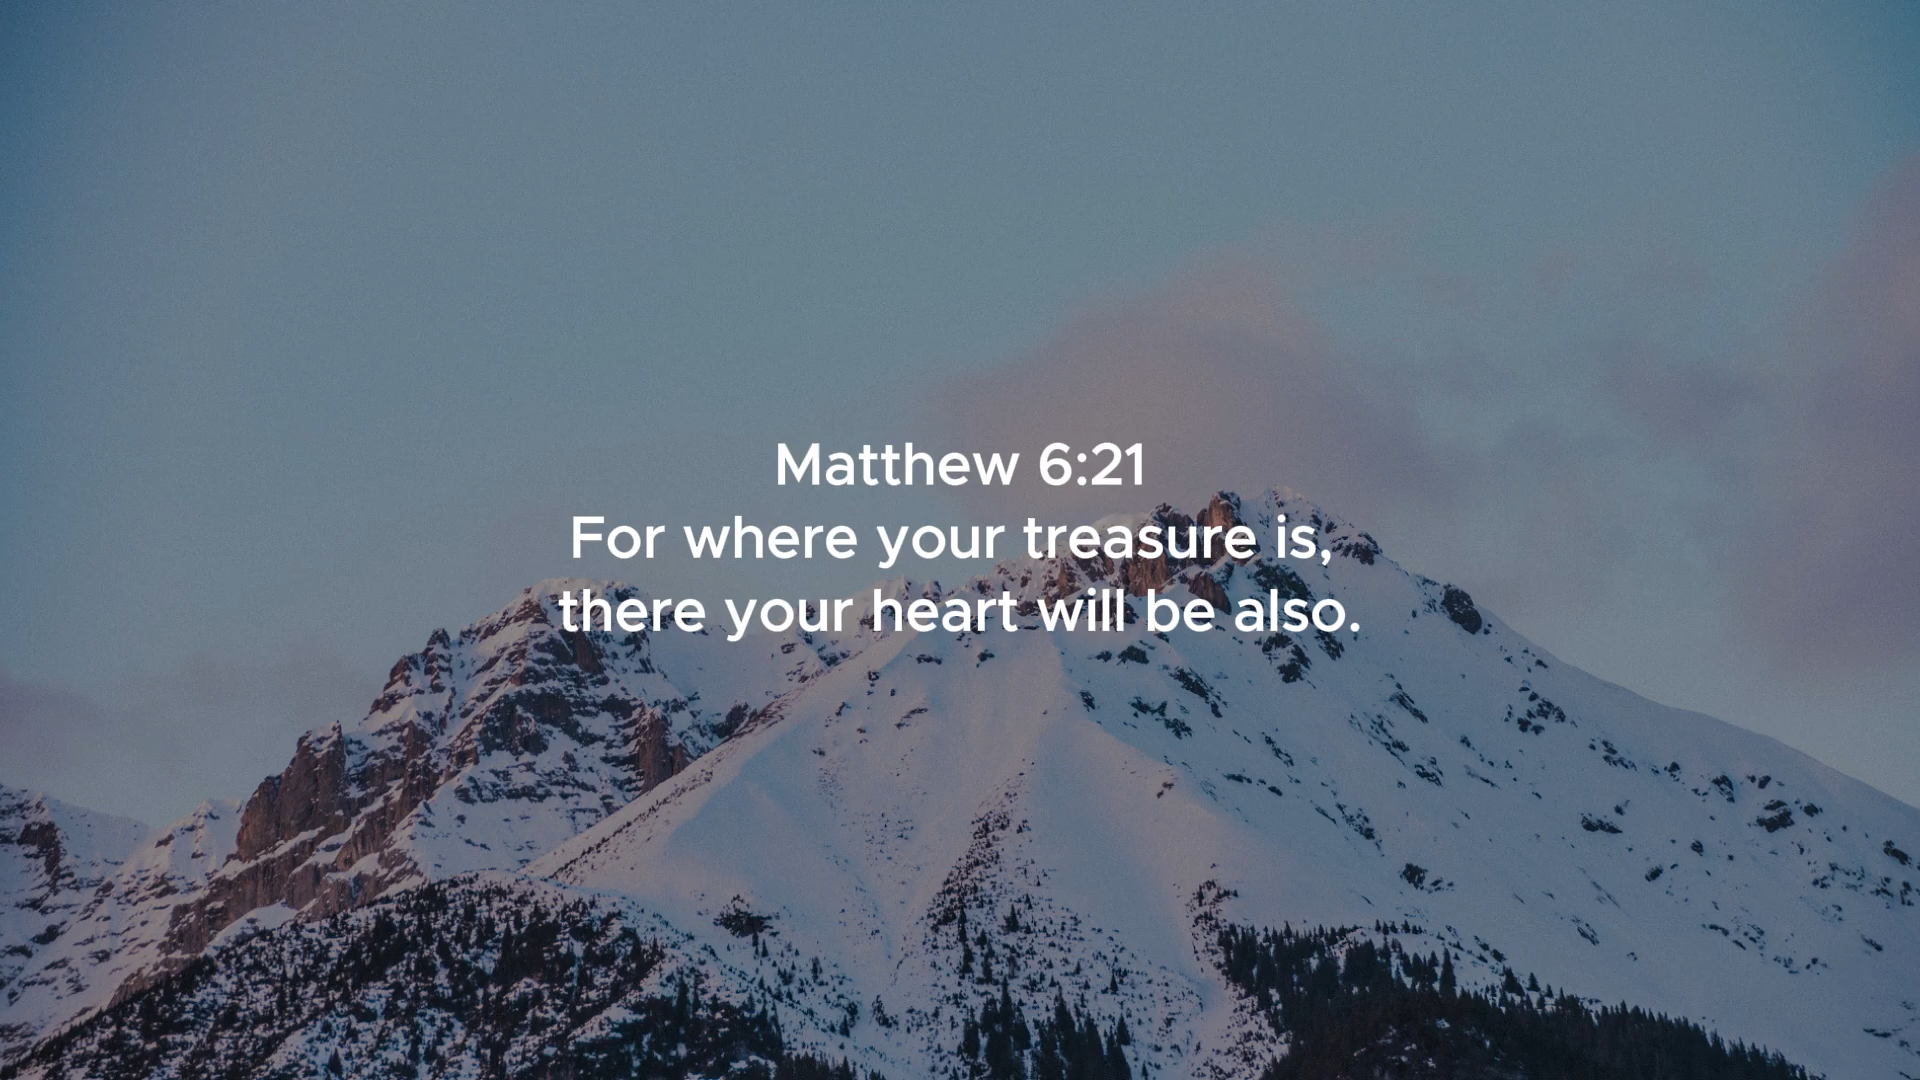 Matthew 6:21
For where your treasure is,
there your heart will be also.